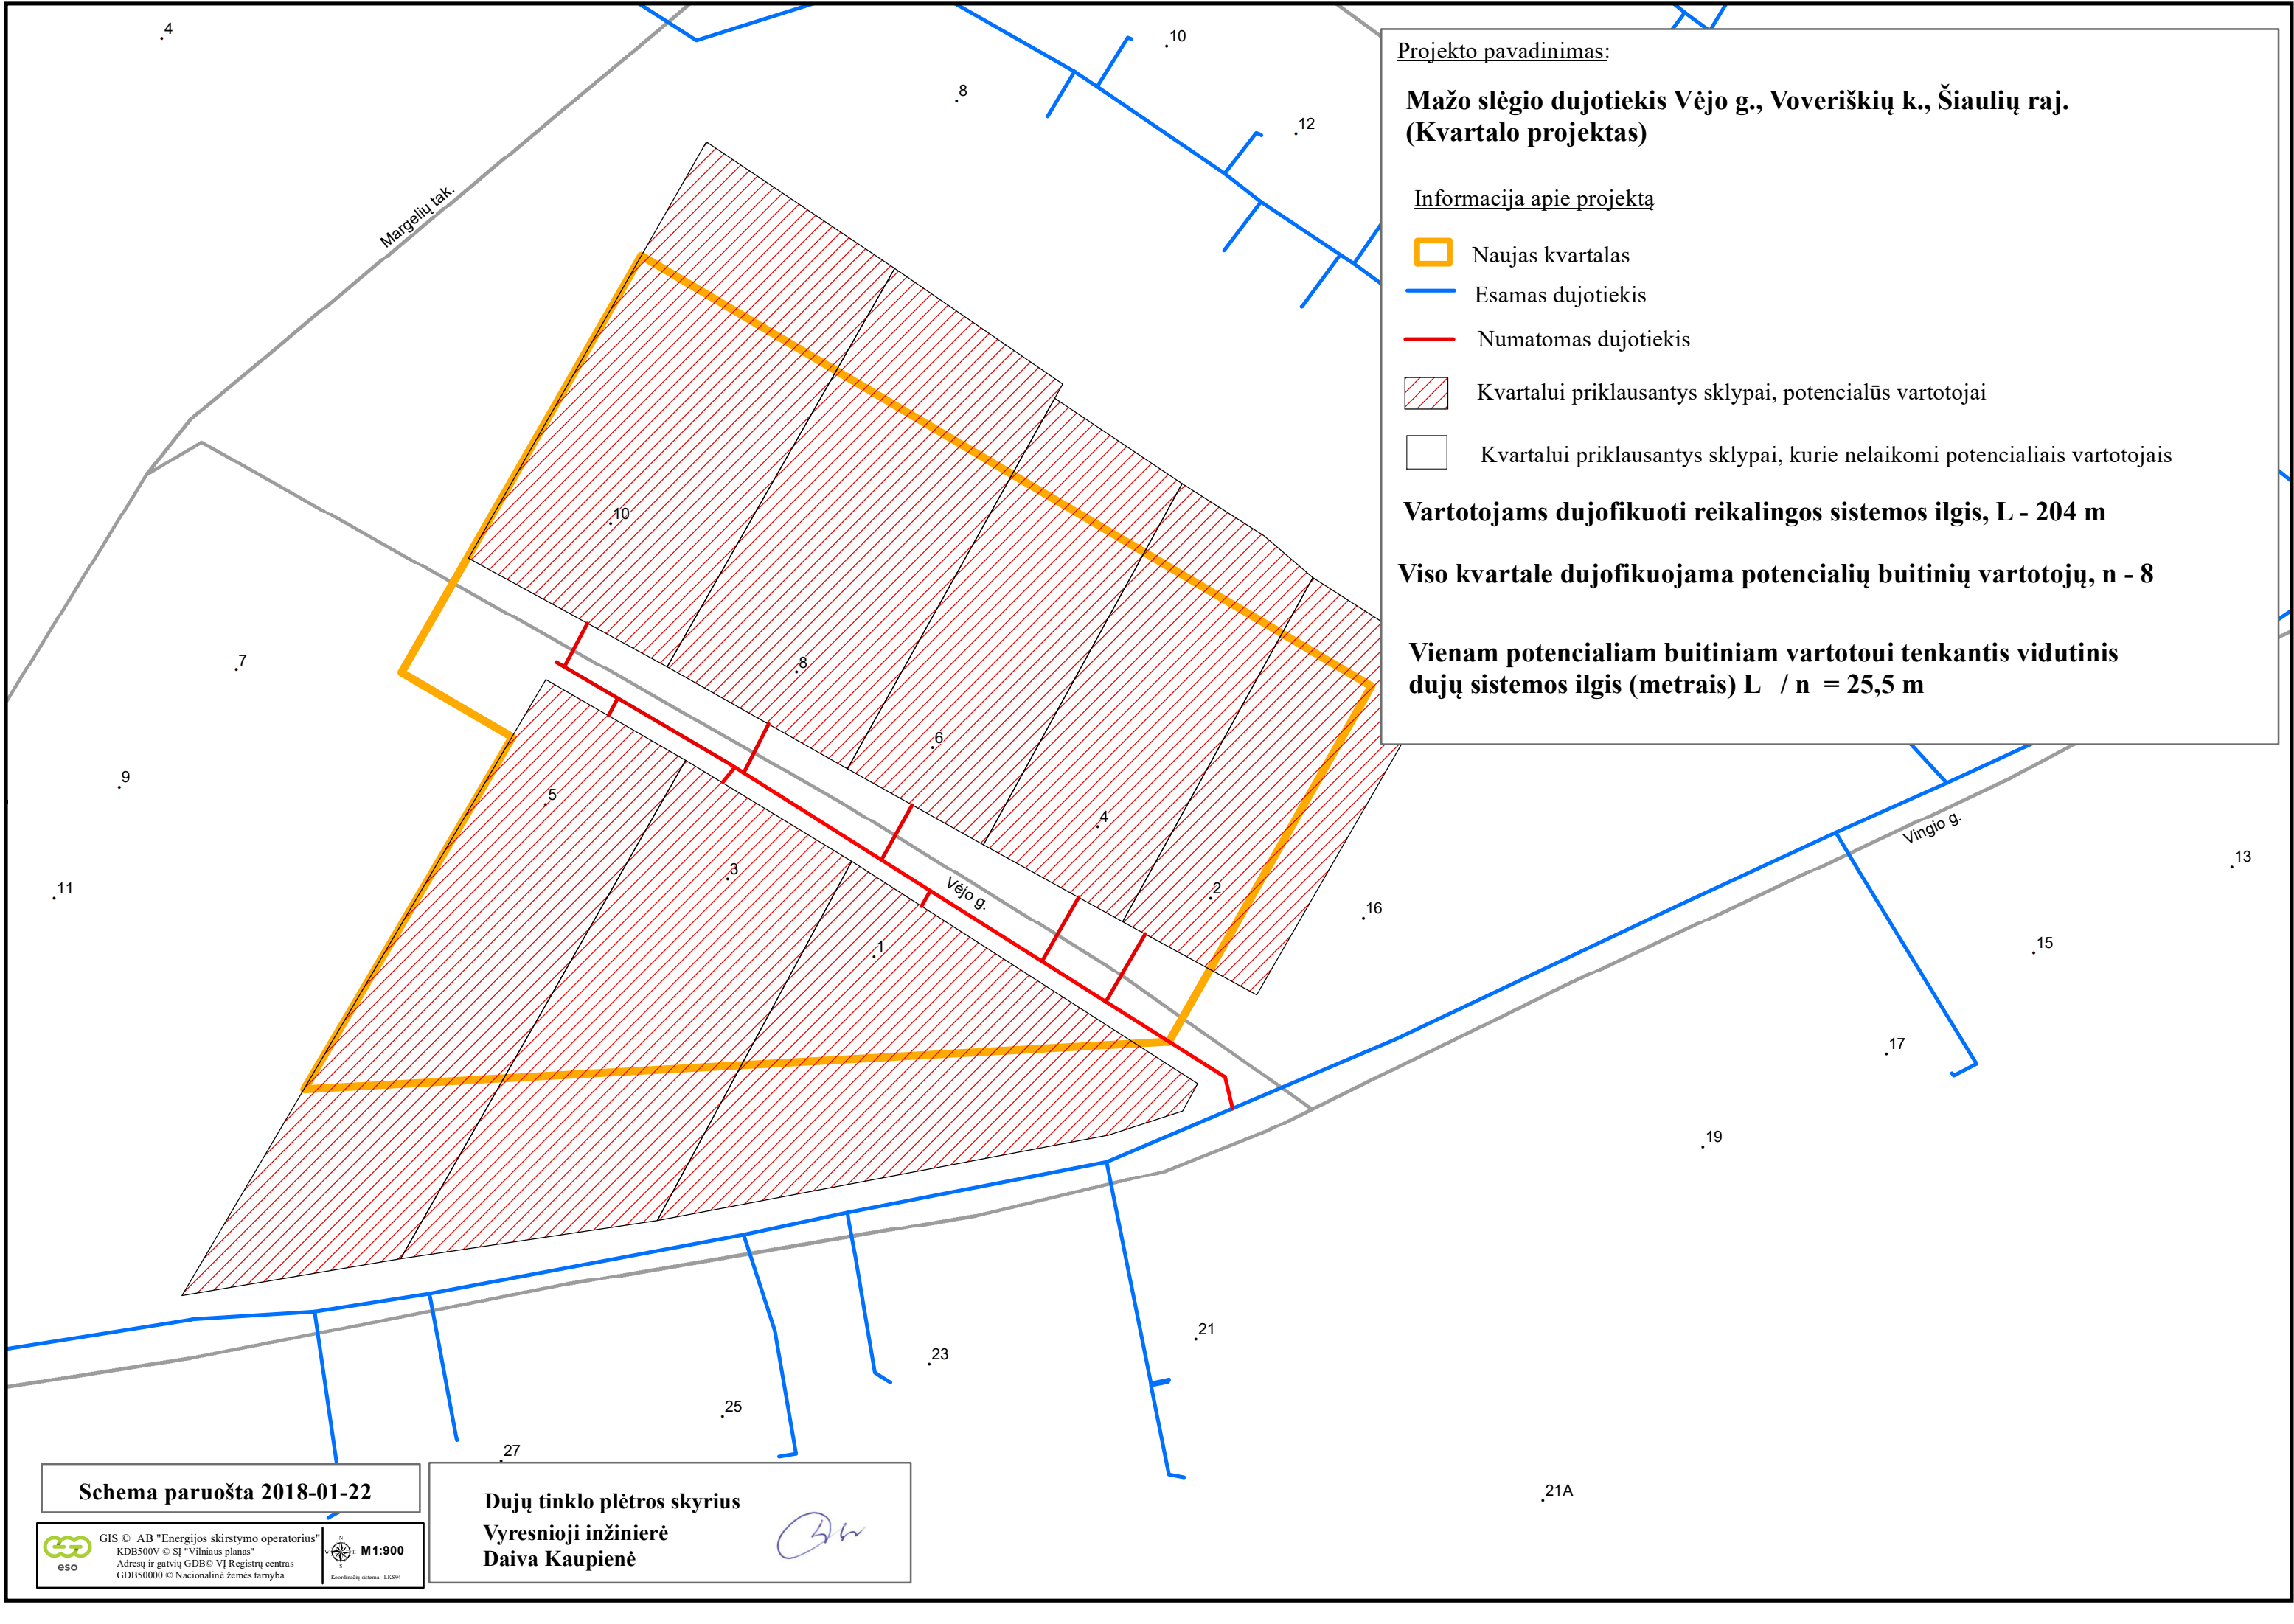 Projekto pavadinimas:
Mažo slėgio dujotiekis Vėjo g., Voveriškių k., Šiaulių raj.
(Kvartalo projektas)
Informacija apie projektą
Naujas kvartalas
Esamas dujotiekis
Numatomas dujotiekis
Kvartalui priklausantys sklypai, potencialūs vartotojai
Kvartalui priklausantys sklypai, kurie nelaikomi potencialiais vartotojais
Vartotojams dujofikuoti reikalingos sistemos ilgis, L - 204 m
Viso kvartale dujofikuojama potencialių buitinių vartotojų, n - 8
Vienam potencialiam buitiniam vartotoui tenkantis vidutinis
dujų sistemos ilgis (metrais) L / n = 25,5 m
4
10
8
12
Margelių tak.
10
7
8
6
9
5
4
Vingio g.
3
13
11
Vėjo g.
2
16
1
15
17
19
21
23
25
27
21A
Schema paruošta 2018-01-22
Dujų tinklo plėtros skyrius
Vyresnioji inžinierė
Daiva Kaupienė
eso
GIS © AB "Energijos skirstymo operatorius"
KDB500V © SĮ "Vilniaus planas"
Adresų ir gatvių GDB© VĮ Registrų centras
GDB50000 © Nacionalinė žemės tarnyba
N
E
S
M1:900
Koordinačių sistema - LKS94